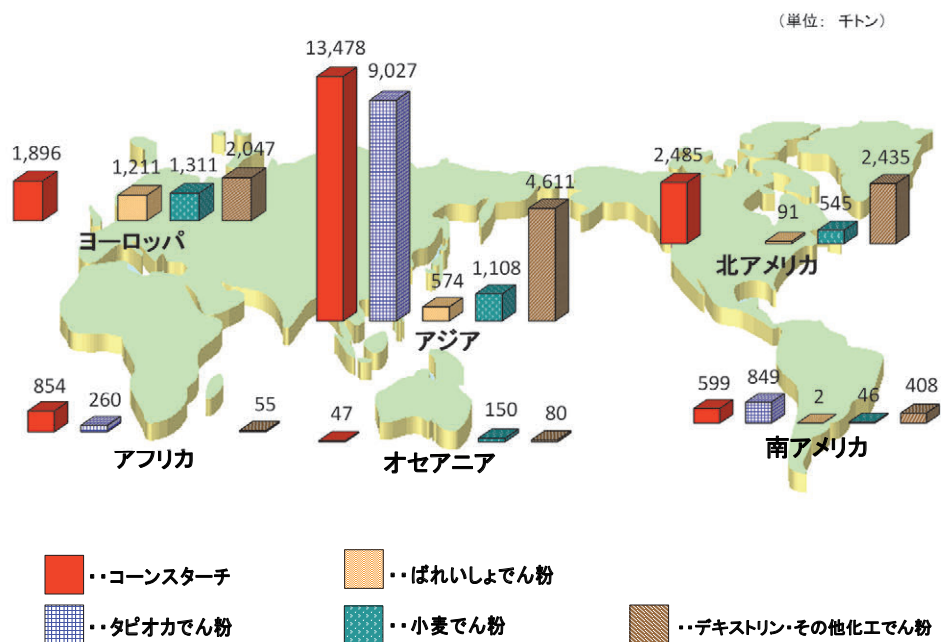 (単位: 千トン)
13,478
9,027
1,896
1,211
1,311
2,047
ヨーロッパ
574
1,108
4,611
アジア
2,485
91
545
2,435
北アメリカ
854
260
55
アフリカ
47
150
80
オセアニア
599
849
2
46
408
南アメリカ
・・コーンスターチ
・・ばれいしょでん粉
・・タピオカでん粉
・・小麦でん粉
・・デキストリン・その他化工でん粉